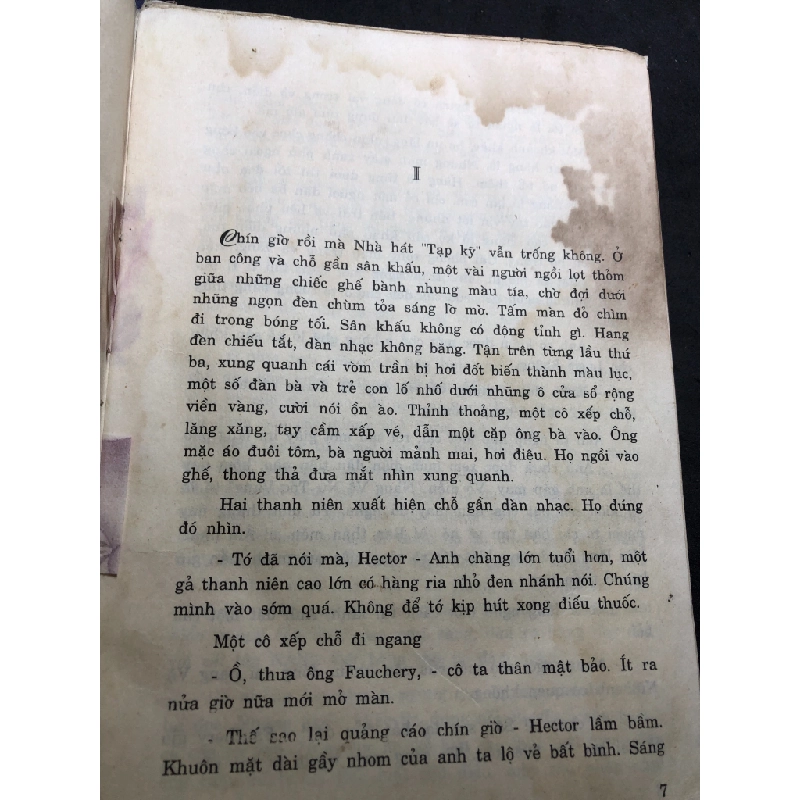 I
Chín giờ rồi mà Nhà hát "Tạp kỹ" vẫn trống không. Ở
ban công và chỗ gần sân khấu, một vài người ngồi lọt thỏm
giữa những chiếc ghế bành nhung màu tía, chờ đợi dưới
những ngọn đèn chùm tỏa sáng lờ mờ. Tấm màn đỏ chìm
đi trong bóng tối. Sân khấu không có động tỉnh gì. Hang
đèn chiếu tắt, dàn nhạc không băng. Tận trên từng lầu thứ
ba, xung quanh cái vòm trần bị hơi đốt biến thành màu lục,
một số đàn bà và trẻ con lố nhố dưới những ô cửa sổ rộng
viền vàng, cười nói ồn ào. Thỉnh thoảng, một cô xếp chỗ,
lăng xăng, tay cầm xấp vé, dẫn một cặp ông bà vào. Ông
mặc áo đuôi tôm, bà người mảnh mai, hơi điệu. Họ ngồi vào
ghế, thong thả đưa mắt nhìn xung quanh.
Hai thanh niên xuất hiện chỗ gần dàn nhạc. Họ đứng
đó nhìn.
- Tớ đã nói mà, Hector - Anh chàng lớn tuổi hơn, một
gả thanh niên cao lớn có hàng ria nhỏ đen nhánh nói. Chúng
mình vào sớm quá. Không để tớ kịp hút xong điếu thuốc.
Một cô xếp chỗ đi ngang
- Ồ, thưa ông Fauchery, - cô ta thân mật bảo. Ít ra
nửa giờ nữa mới mở màn.
- Thế sao lại quảng cáo chín giờ - Hector lầm bầm.
Khuôn mặt dài gầy nhom của anh ta lộ vẻ bất bình. Sáng
7